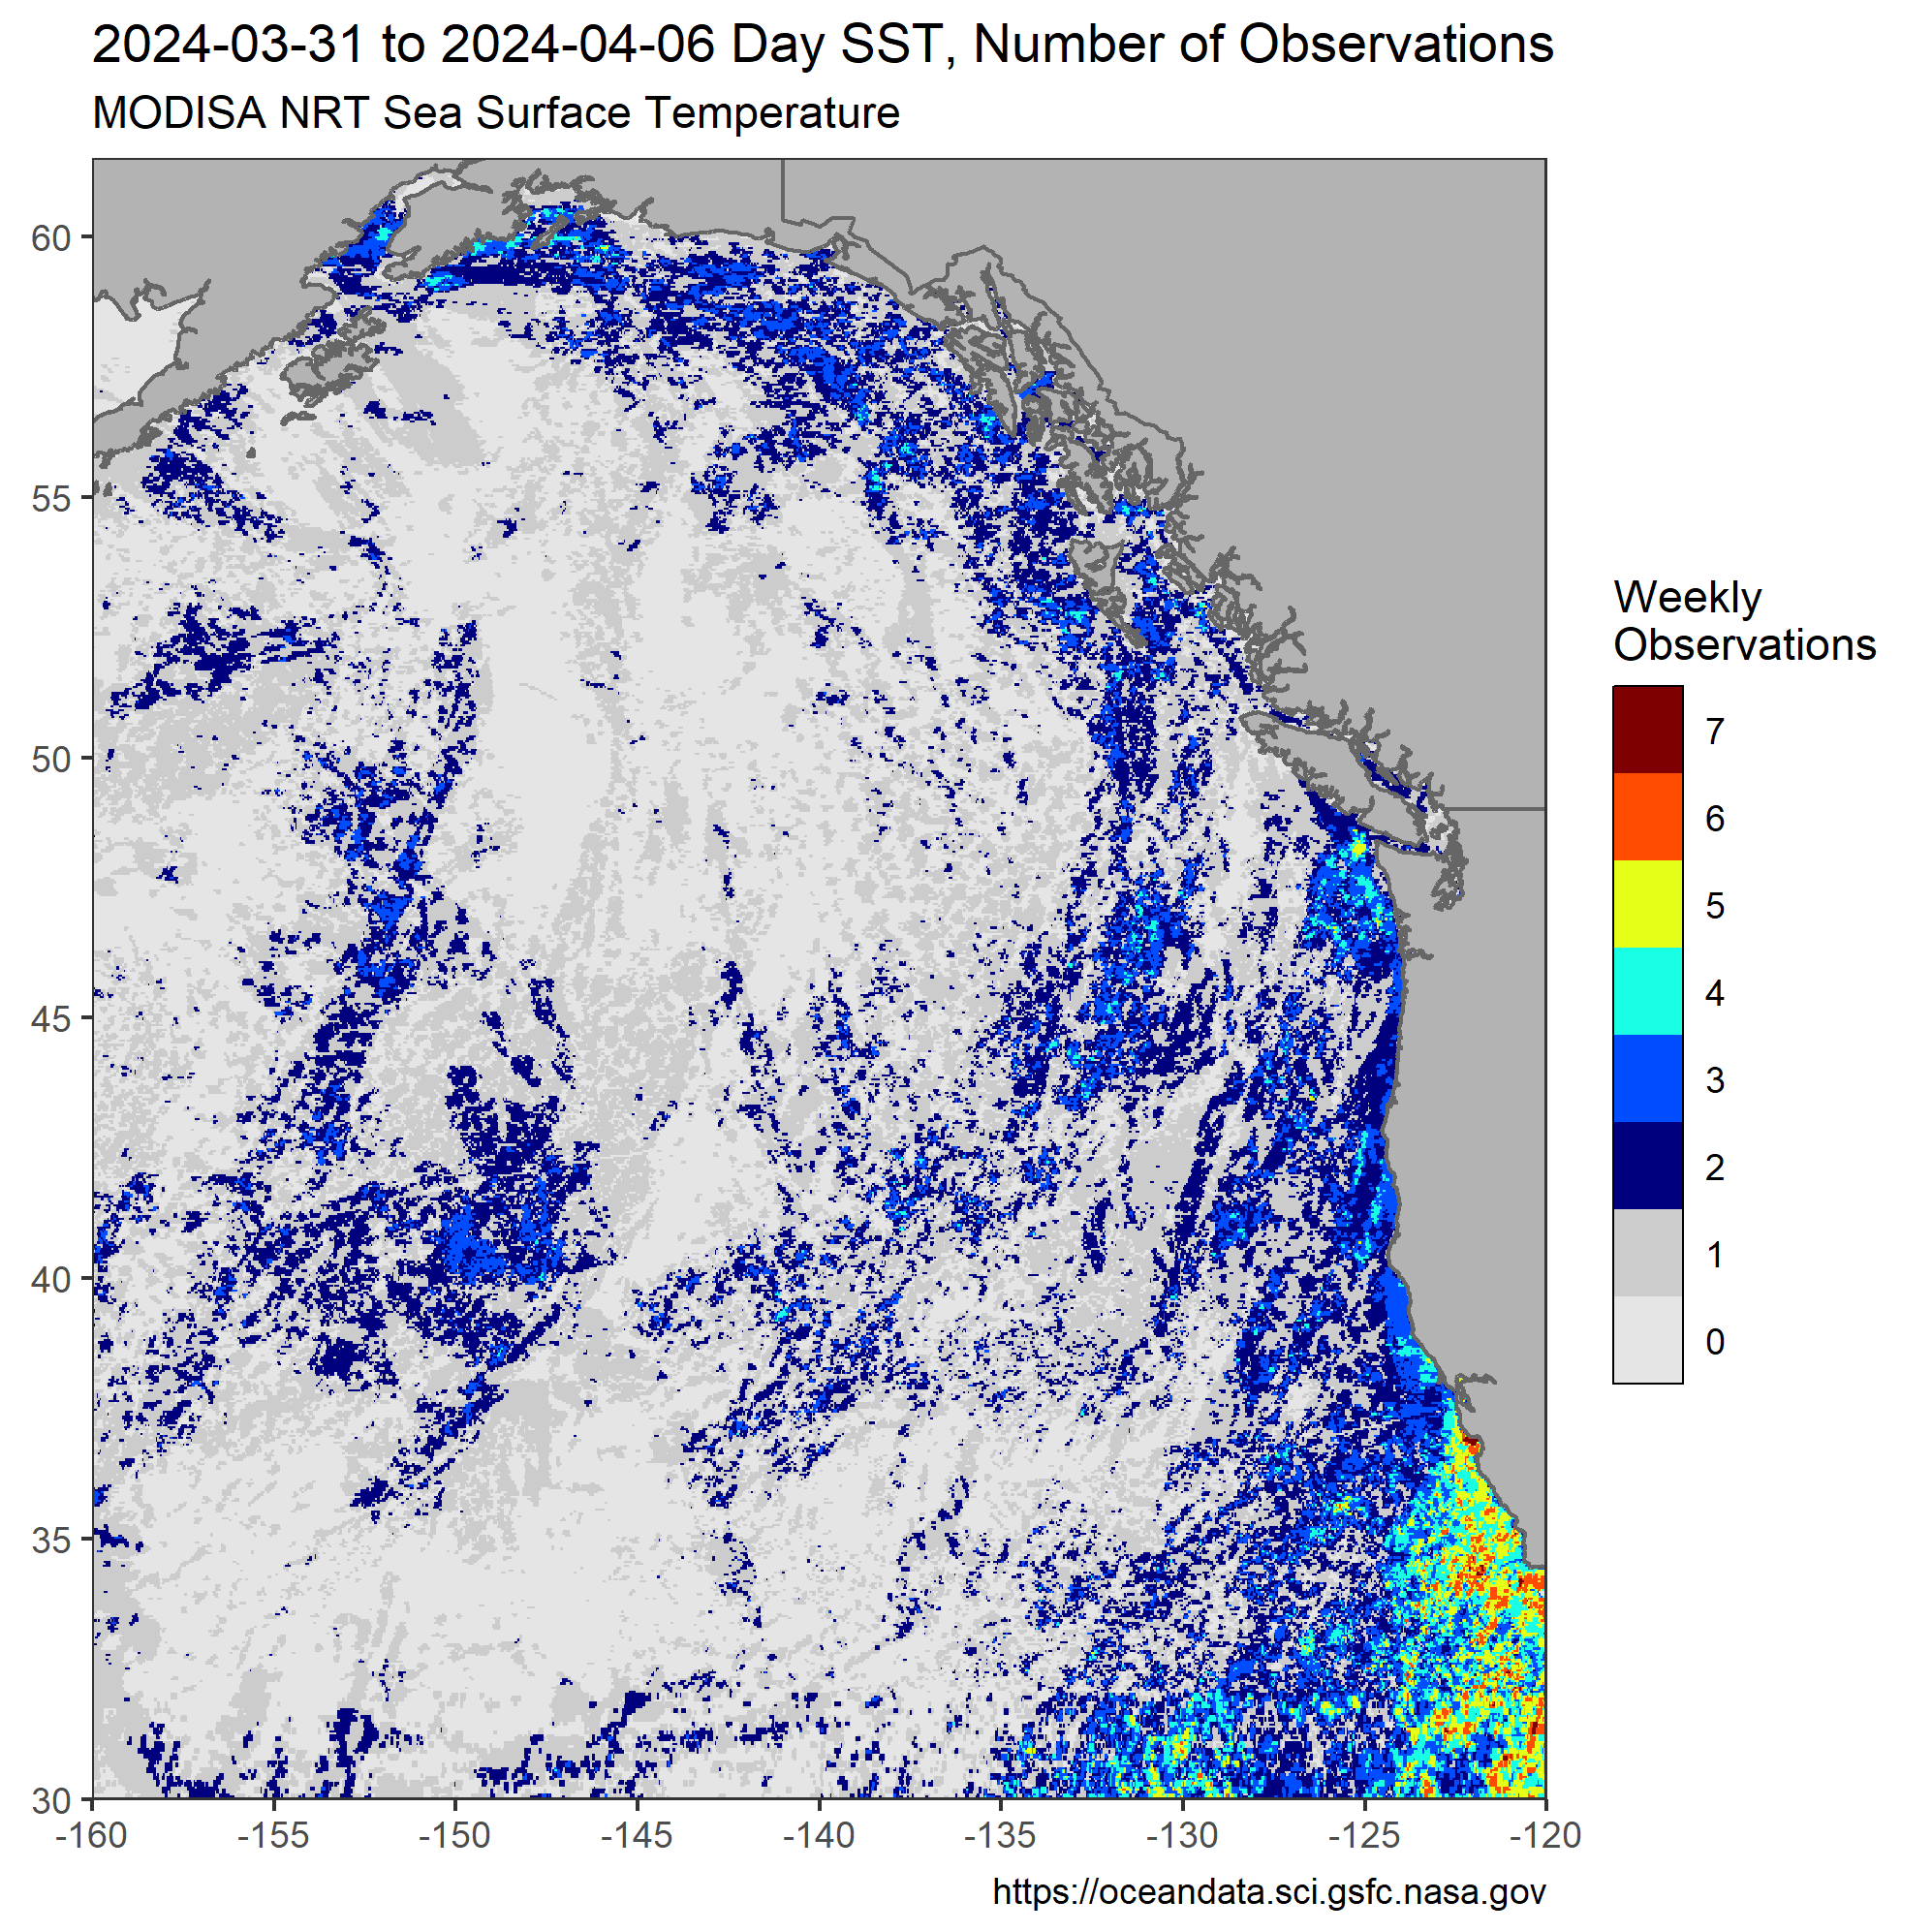 2024-03-31 to 2024-04-06 Day SST, Number of Observations
MODISA NRT Sea Surface Temperature
60
55
50
45
40
35
30
-160 -155 -150 -145 -140 -135 -130 -125 -120
Weekly
Observations
7
6
5
4
3
2
1
0
https://oceandata.sci.gsfc.nasa.gov